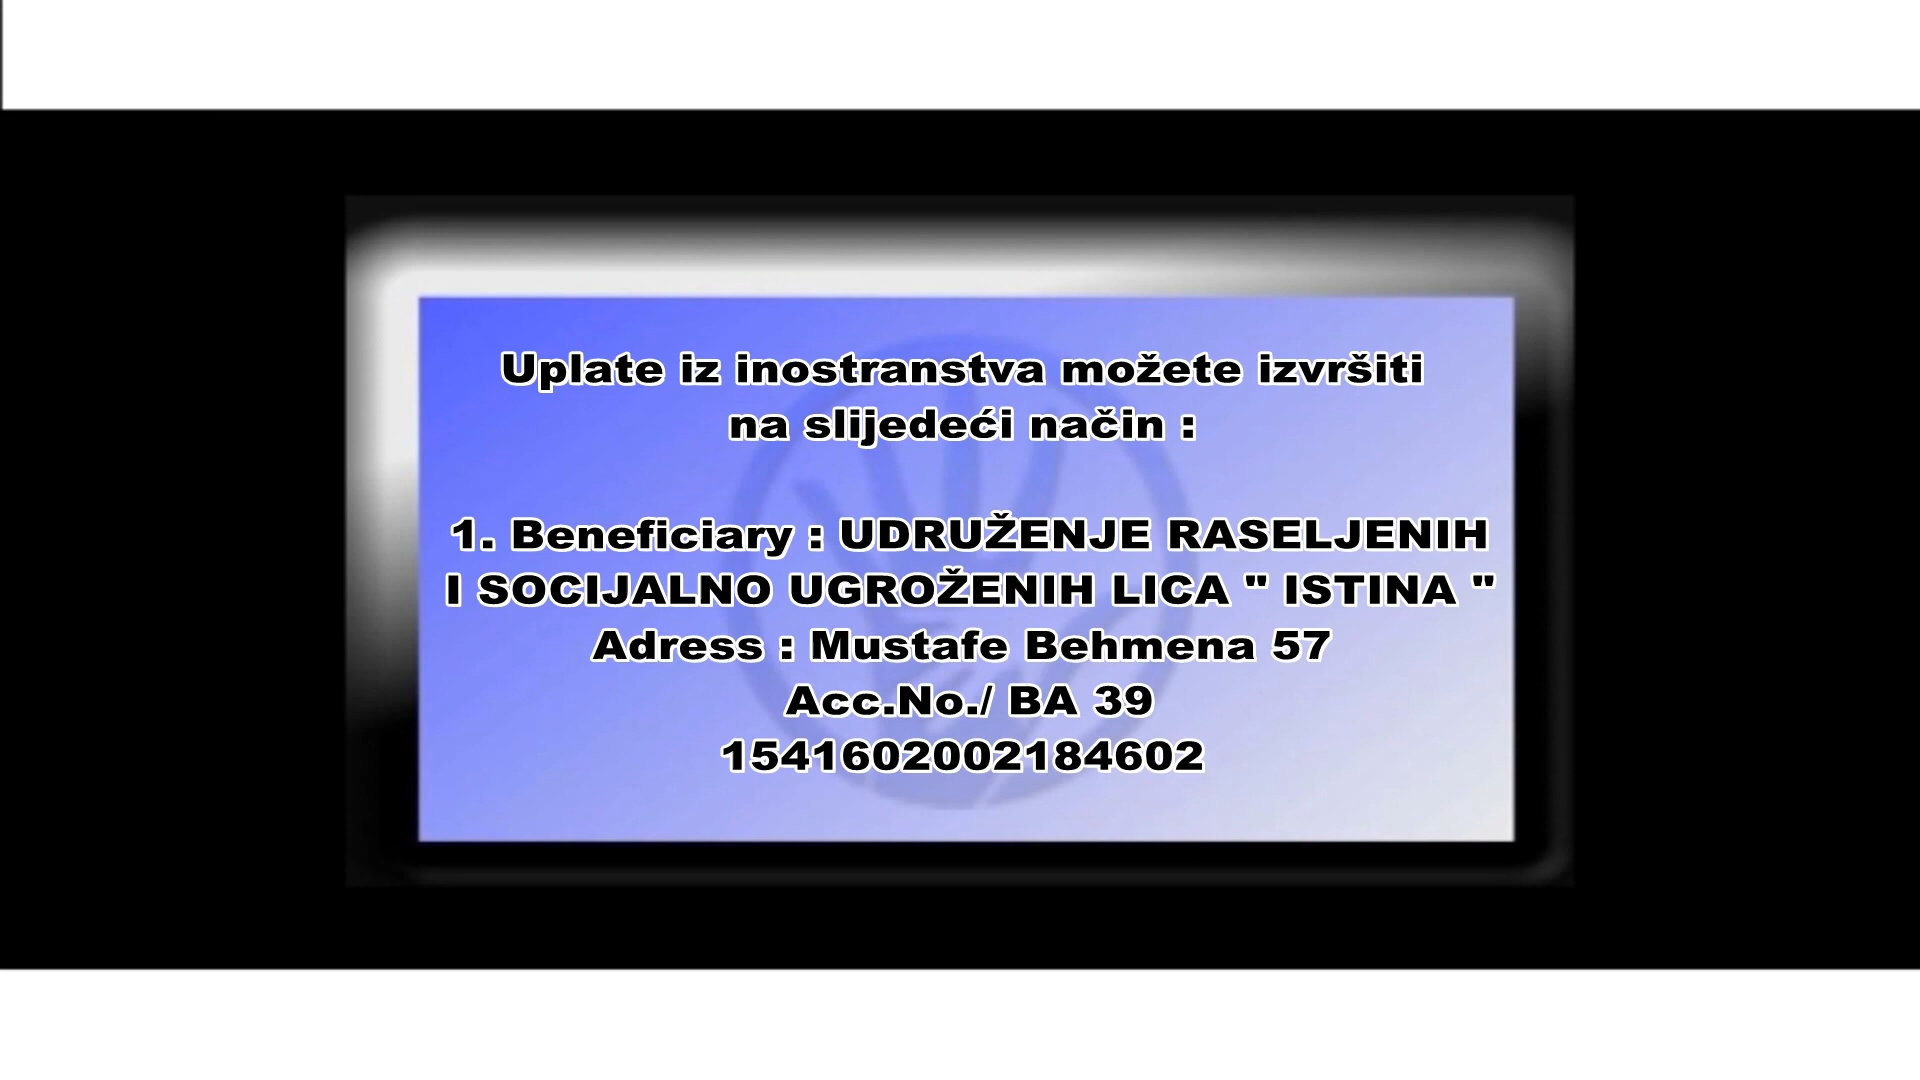 Uplate iz inostranstva možete izvršiti
na slijedeći način :
1. Beneficiary : UDRUŽENJE RASELJENIH
I SOCIJALNO UGROŽENIH LICA " ISTINA "
Adress : Mustafe Behmena 57
Acc.No./ BA 39
1541602002184602